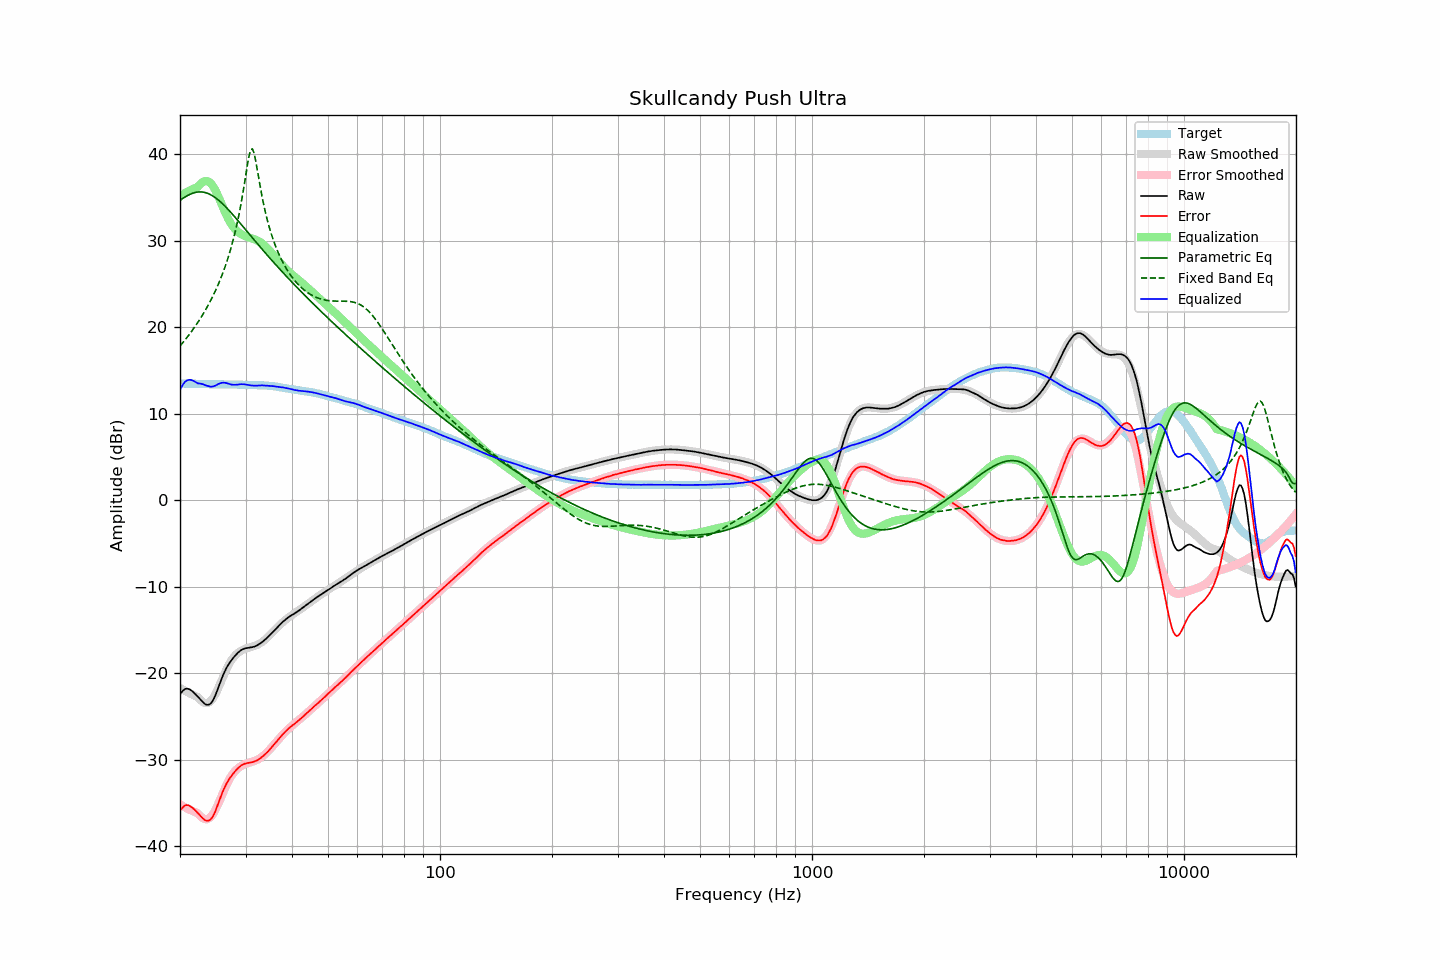 Skullcandy Push Ultra
Target
Raw Smoothed
Error Smoothed
Raw
Error
Equalization
Parametric Eq
Fixed Band Eq
Equalized
Amplitude (dBr)
40
30
20
10
0
−10
−20
−30
−40
100
1000
10000
Frequency (Hz)